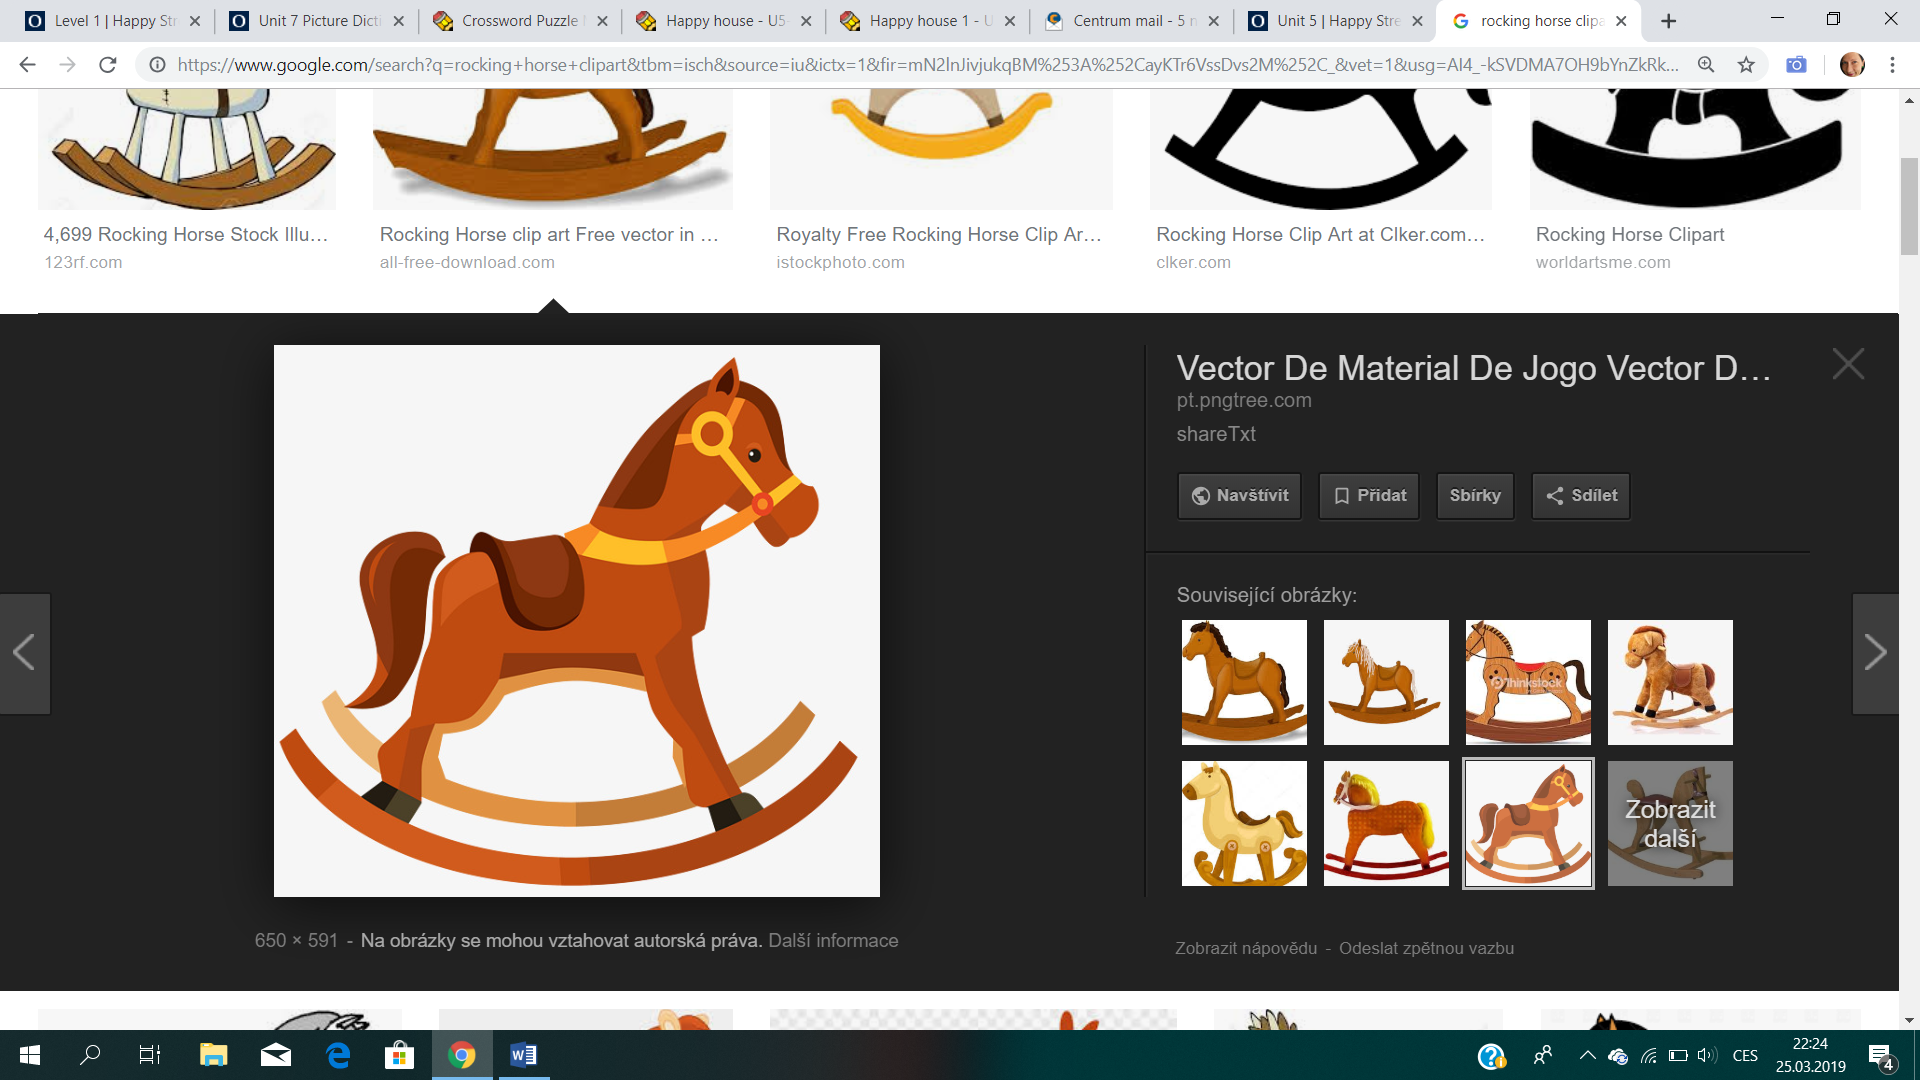 Level 1 | Happy Str
Unit 7 Picture Dicti
Crossword Puzzle
Happy house - U5
Happy house 1 - U
Centrum mail - 5 n
Unit 5 | Happy Stre
rocking horse clipa
https://www.google.com/search?q=rocking+horse+clipart&tbm=isch&source=iu&ictx=1&fir=mN2lnJivjukqBM%253A%252CayKTr6VssDvs2M%252C_&vet=1&usg=AI4_-kSVDMA7OH9bYnZkRk...
4,699 Rocking Horse Stock Illu...
123rf.com
Rocking Horse clip art Free vector in ...
all-free-download.com
Royalty Free Rocking Horse Clip Ar...
istockphoto.com
Rocking Horse Clip Art at Clker.com...
clker.com
Rocking Horse Clipart
worldartsme.com
Vector De Material De Jogo Vector D...
pt.pngtree.com
shareTxt
Navštívit
Přidat
Sbírky
Sdílet
Související obrázky:
Thinkstock
Zobrazit
další
650 × 591 - Na obrázky se mohou vztahovat autorská práva. Další informace
Zobrazit nápovědu - Odeslat zpětnou vazbu
CES
22:24
25.03.2019
4